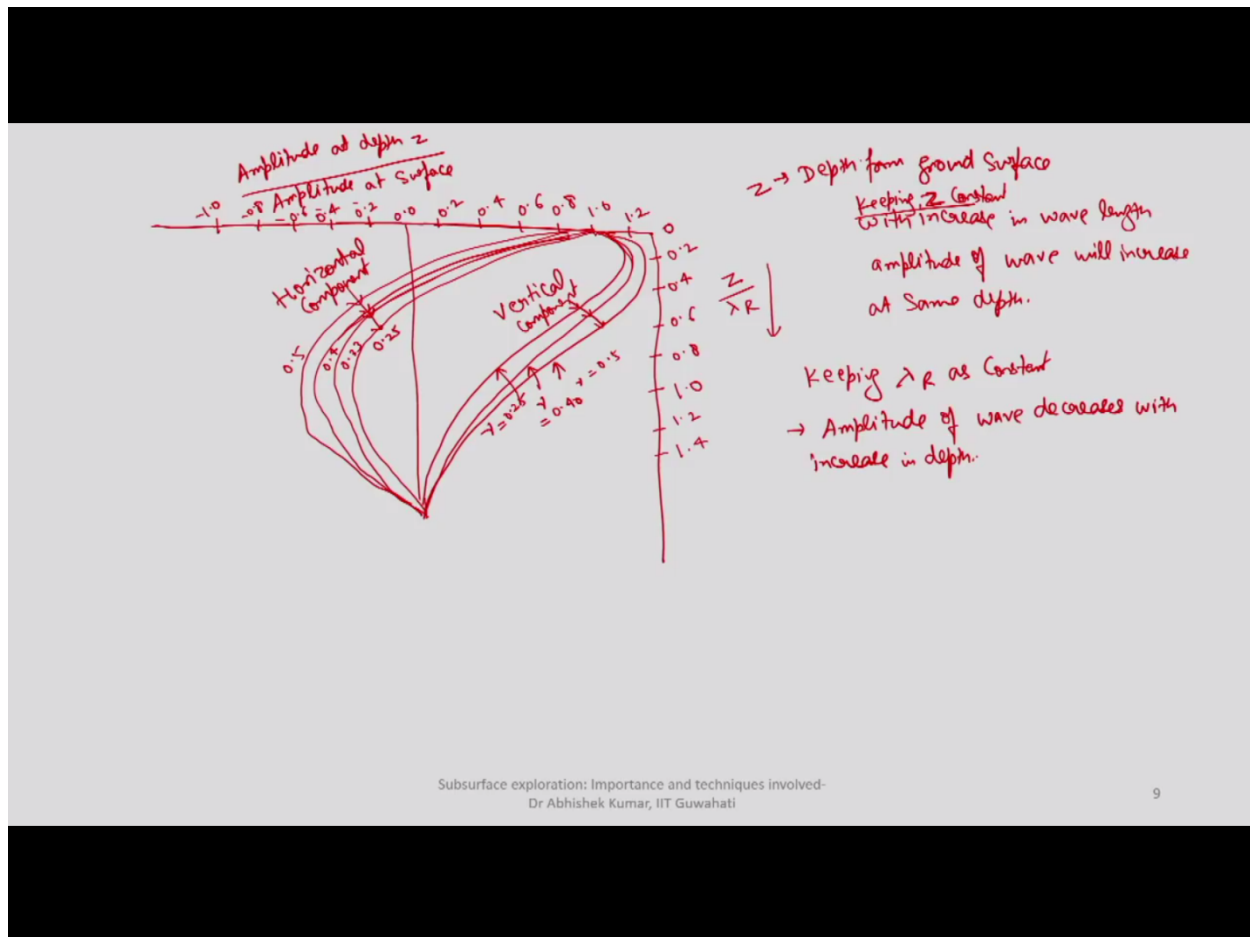 Amplitude at depth z
Amplitude at Surface
-1.0 -0.8 -0.6 -0.4 -0.2 0.0 0.2 0.4 0.6 0.8 1.0 1.2
0
0.2
0.4
0.6
0.8
1.0
1.2
1.4
Z
λR
Horizontal
Component
Vertical
Component
0.5
0.4
0.33
0.25
γ=0.25
γ
=0.40
γ=0.5
Z → Depth form ground Surface
Keeping Z Constant
with increase in wave length
amplitude of wave will increase
at Same depth.
Keeping λR as Constant
→ Amplitude of wave decreases with
increase in depth.
Subsurface exploration: Importance and techniques involved-
Dr Abhishek Kumar, IIT Guwahati
9